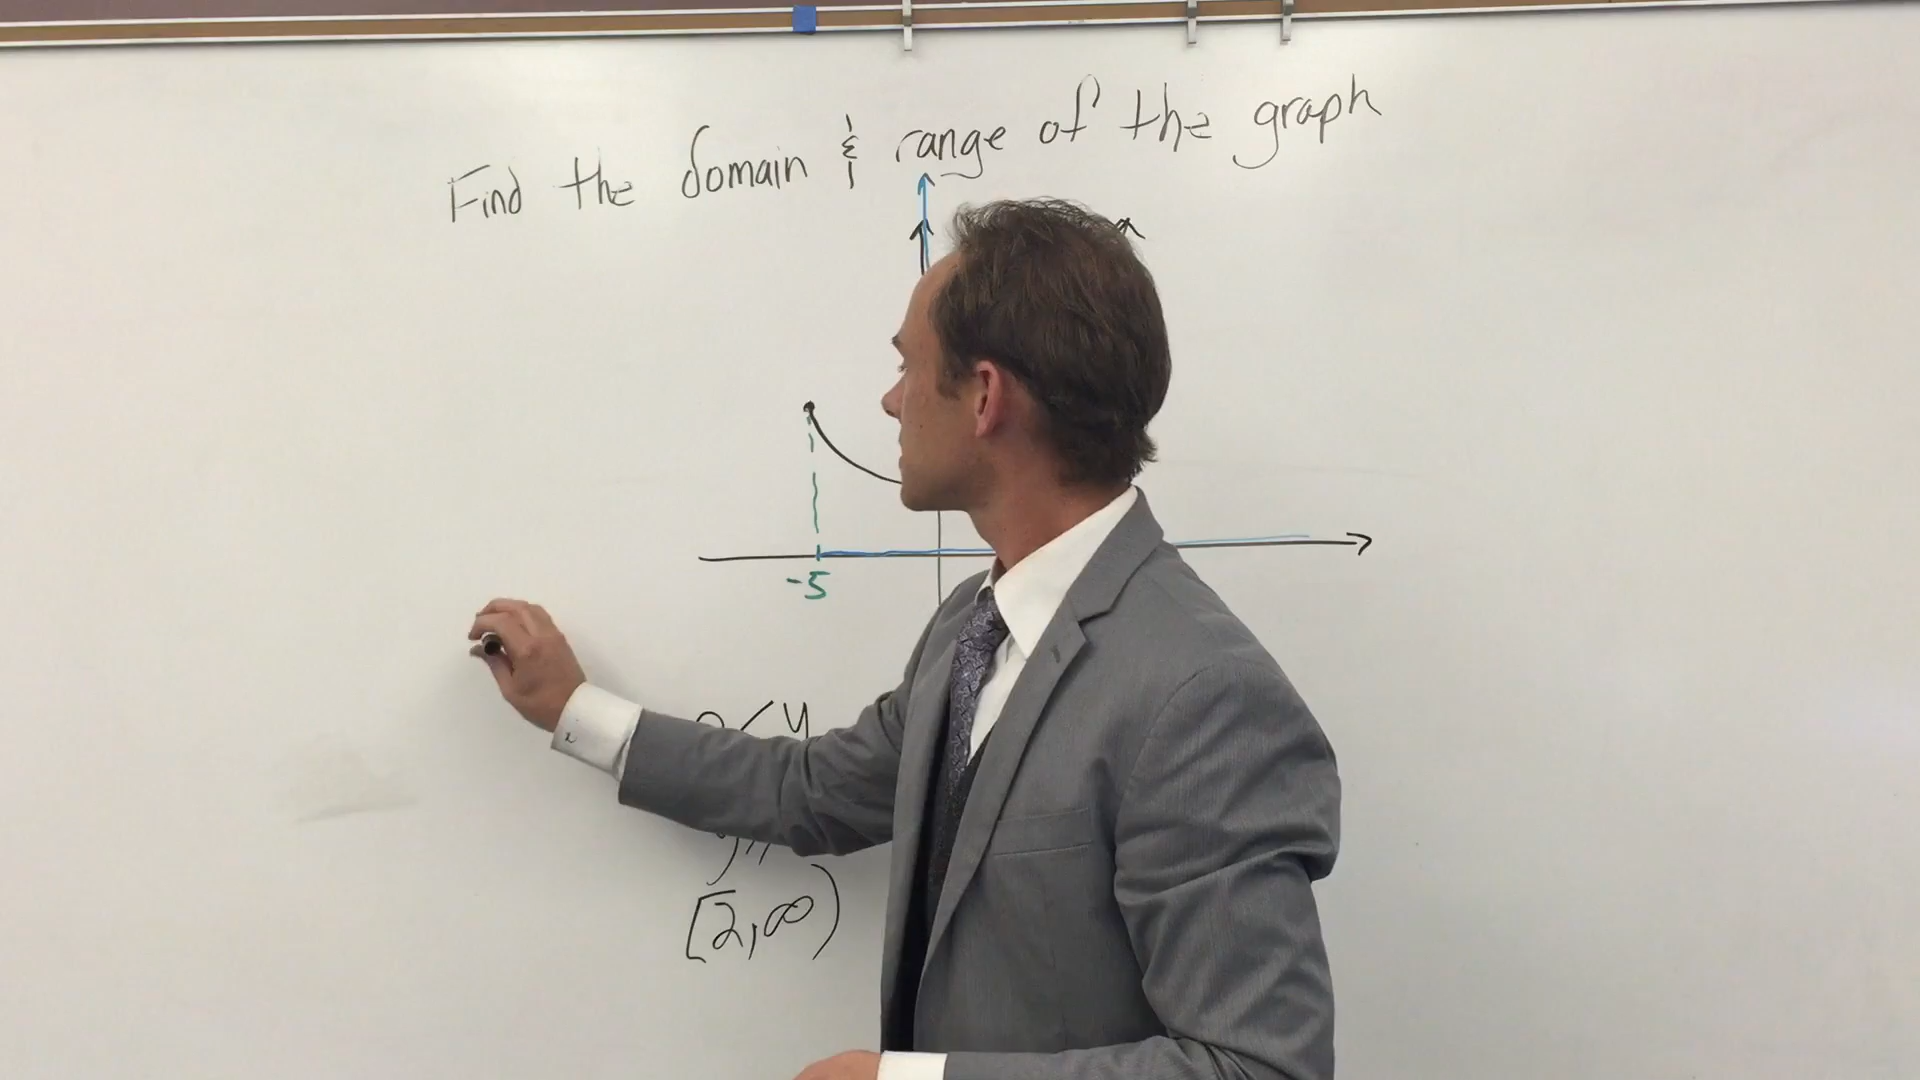 Find the domain & range of the graph
-5
y
[2,∞)